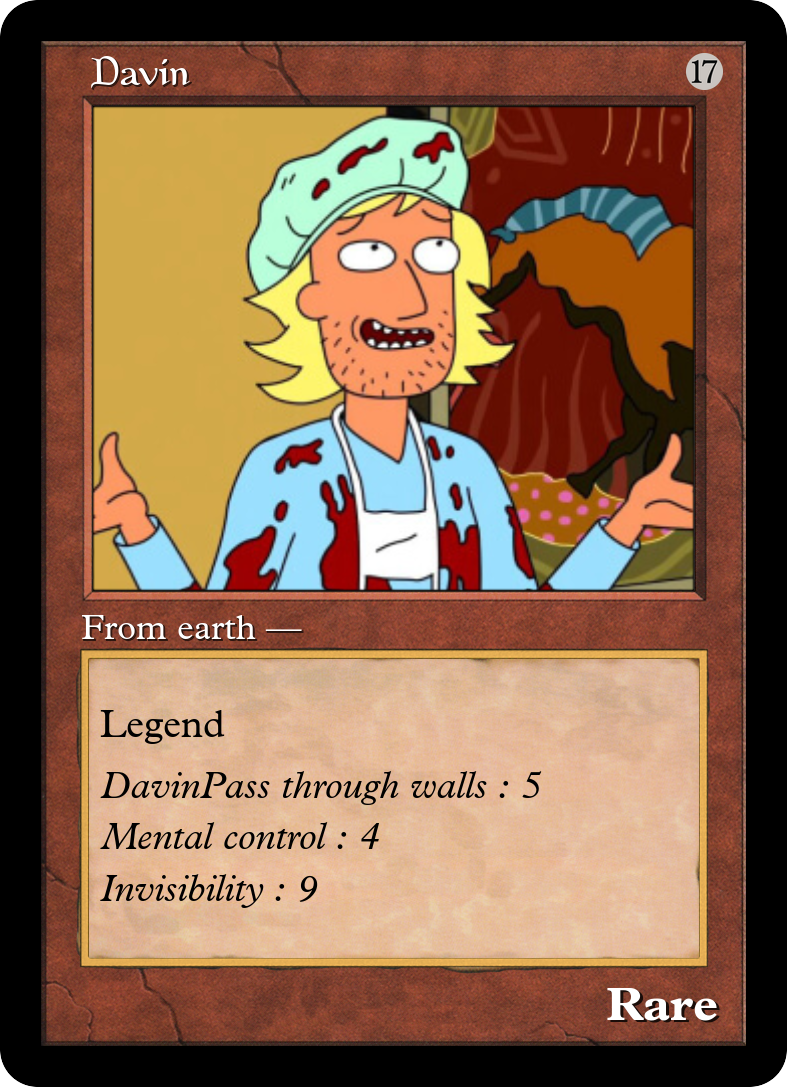 Davin
17
From earth —
Legend
DavinPass through walls : 5
Mental control : 4
Invisibility : 9
Rare